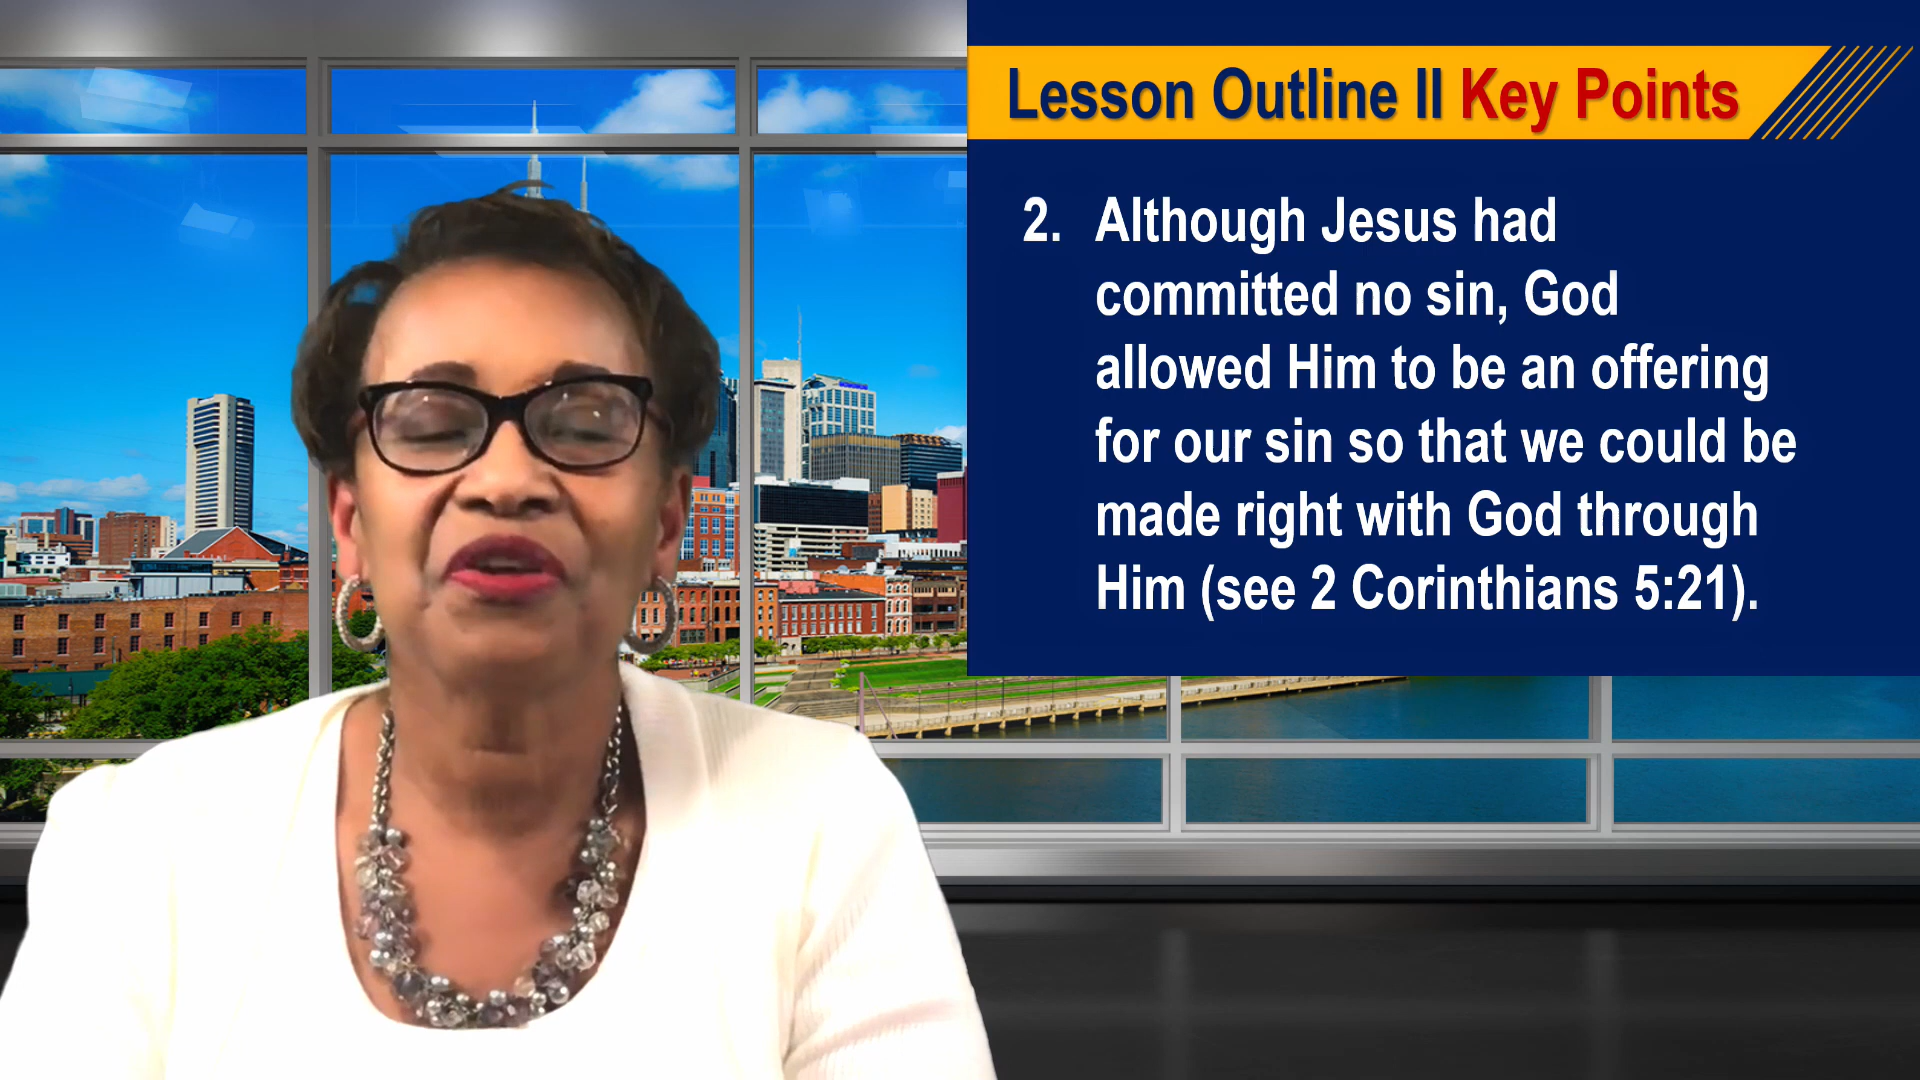 Lesson Outline II Key Points
2. Although Jesus had
committed no sin, God
allowed Him to be an offering
for our sin so that we could be
made right with God through
Him (see 2 Corinthians 5:21).